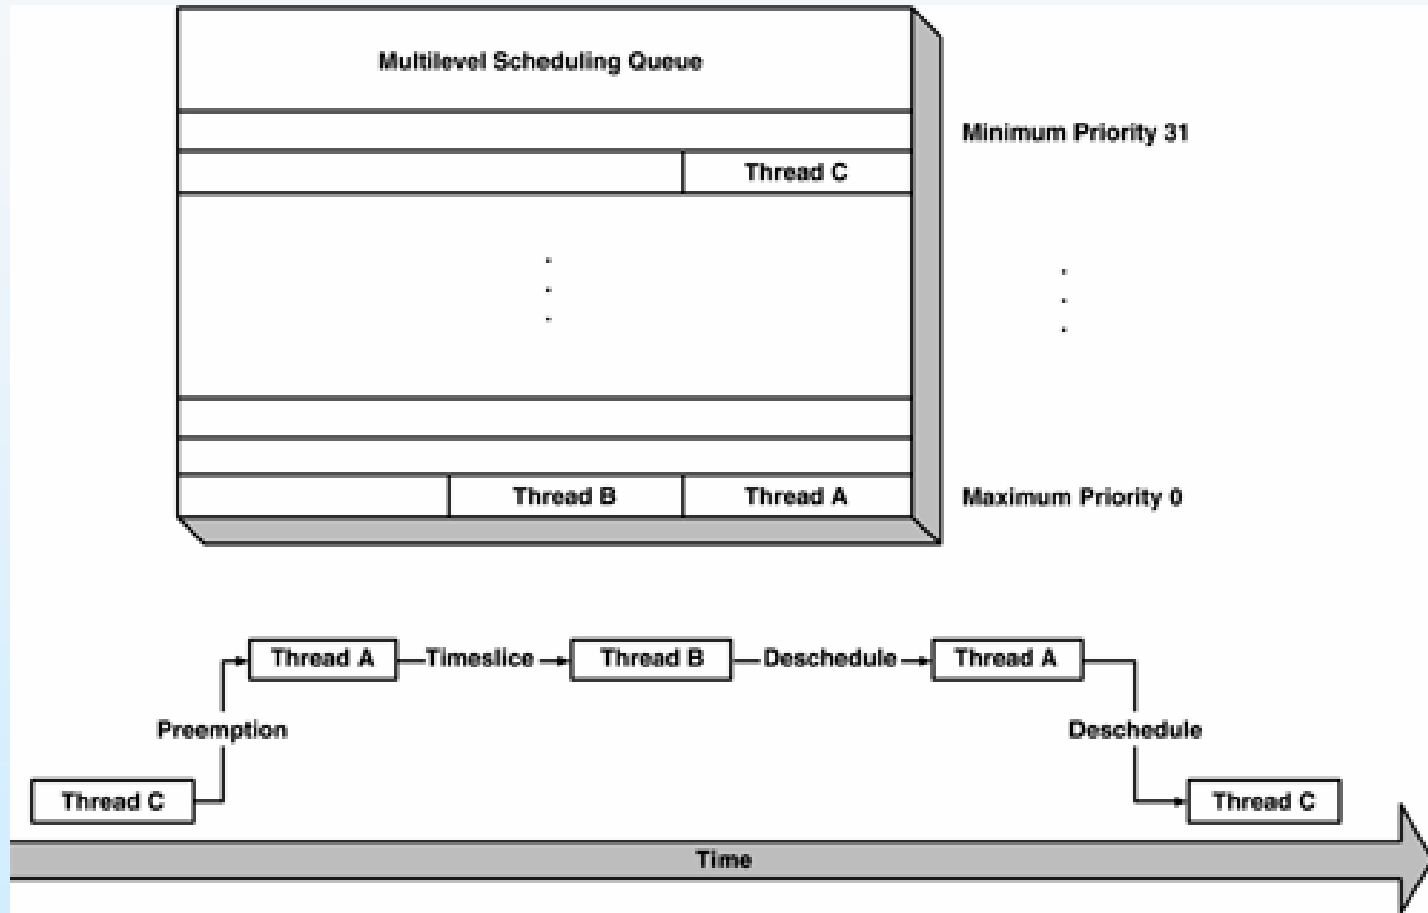 Multilevel Scheduling Queue
Minimum Priority 31
Thread C
Thread B
Thread A
Maximum Priority 0
Thread A
Timeslice
Thread B
Deschedule
Thread A
Preemption
Deschedule
Thread C
Thread C
Time